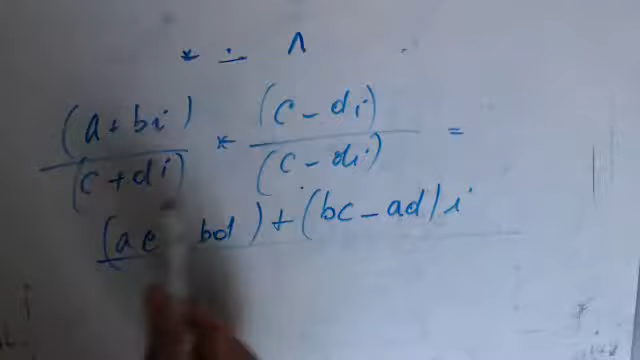 * ÷ ^
(a+bi)/(c+di) * (c-di)/(c-di) =
(ac bd)+(bc-ad)i